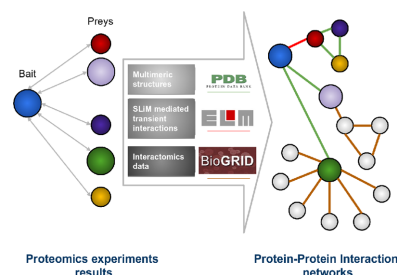 Preys
Bait
Multimeric
structures
PDB
PROTEIN DATA BANK
SLiM mediated
transient
interactions
ELM
Interactomics
data
BioGRID
Proteomics experiments
results
Protein-Protein Interaction
networks